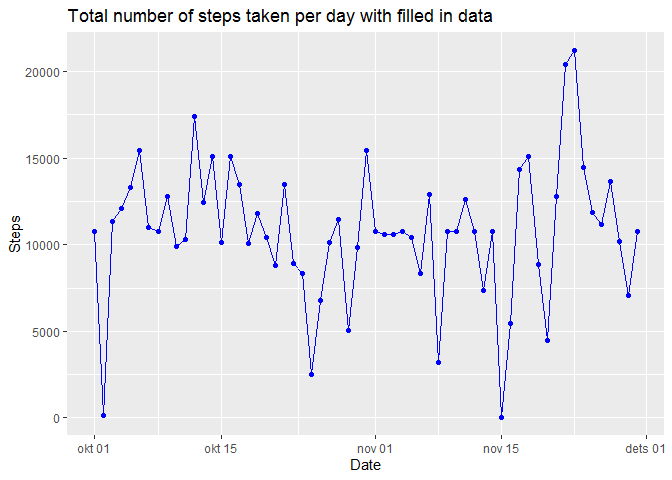 Total number of steps taken per day with filled in data
Steps
20000
15000
10000
5000
0
okt 01
okt 15
nov 01
nov 15
dets 01
Date